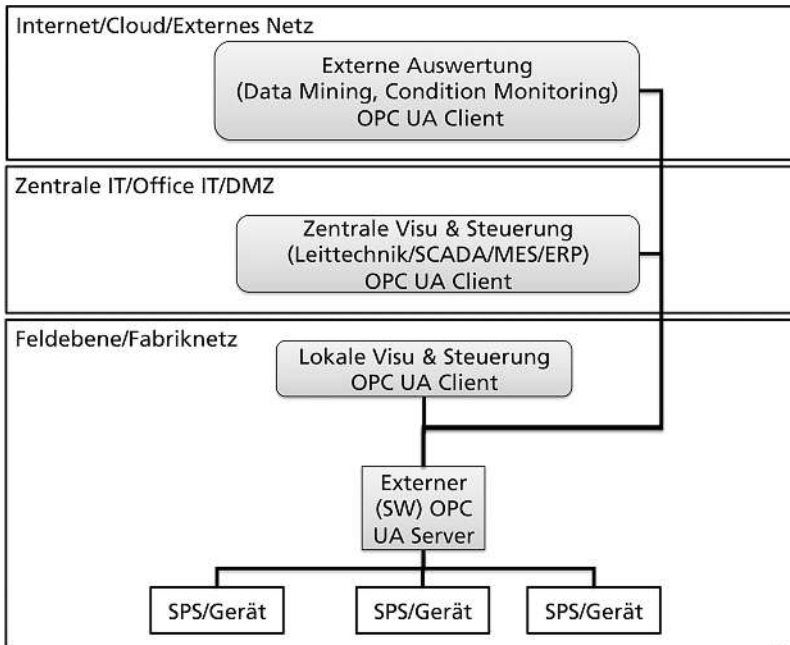 Internet/Cloud/Externes Netz
Externe Auswertung
(Data Mining, Condition Monitoring)
OPC UA Client
Zentrale IT/Office IT/DMZ
Zentrale Visu & Steuerung
(Leittechnik/SCADA/MES/ERP)
OPC UA Client
Feldebene/Fabriknetz
Lokale Visu & Steuerung
OPC UA Client
Externer
(SW) OPC
UA Server
SPS/Gerät
SPS/Gerät
SPS/Gerät